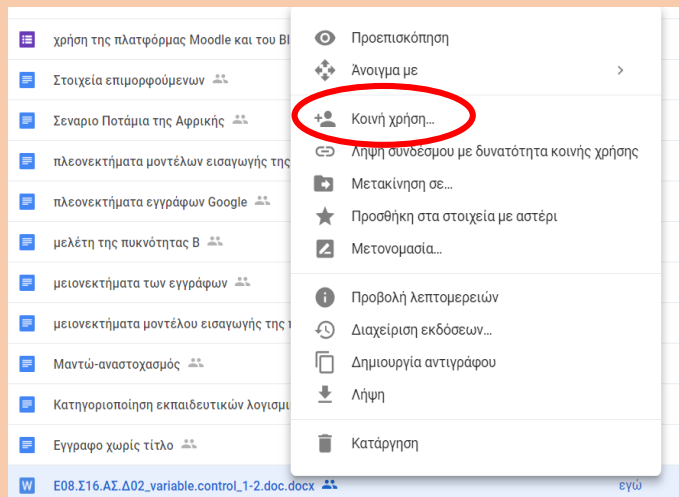 χρήση της πλατφόρμας Moodle και του Bl
Στοιχεία επιμορφούμενων
Σεναριο Ποτάμια της Αφρικής
πλεονεκτήματα μοντέλων εισαγωγής της
πλεονεκτήματα εγγράφων Google
μελέτη της πυκνότητας Β
μειονεκτήματα των εγγράφων
μειονεκτήματα μοντέλου εισαγωγής της τ
Μαντώ-αναστοχασμός
Κατηγοριοποίηση εκπαιδευτικών λογισμι
Εγγραφο χωρίς τίτλο
W E08.Σ16.ΑΣ.Δ02_variable.control_1-2.doc.docx εγώ
Προεπισκόπηση
Άνοιγμα με
Κοινή χρήση…
Λήψη συνδέσμου με δυνατότητα κοινής χρήσης
Μετακίνηση σε…
Προσθήκη στα στοιχεία με αστέρι
Μετονομασία…
Προβολή λεπτομερειών
Διαχείριση εκδόσεων…
Δημιουργία αντιγράφου
Λήψη
Κατάργηση